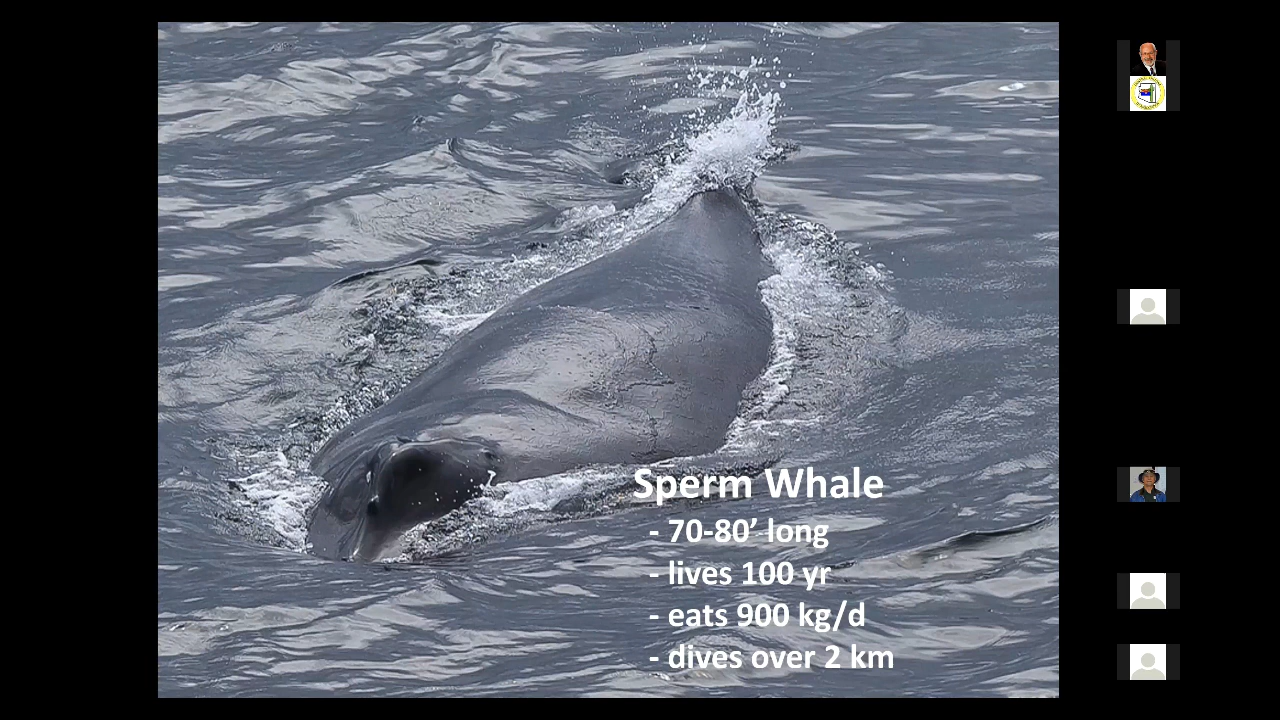 Sperm Whale
- 70-80’ long
- lives 100 yr
- eats 900 kg/d
- dives over 2 km